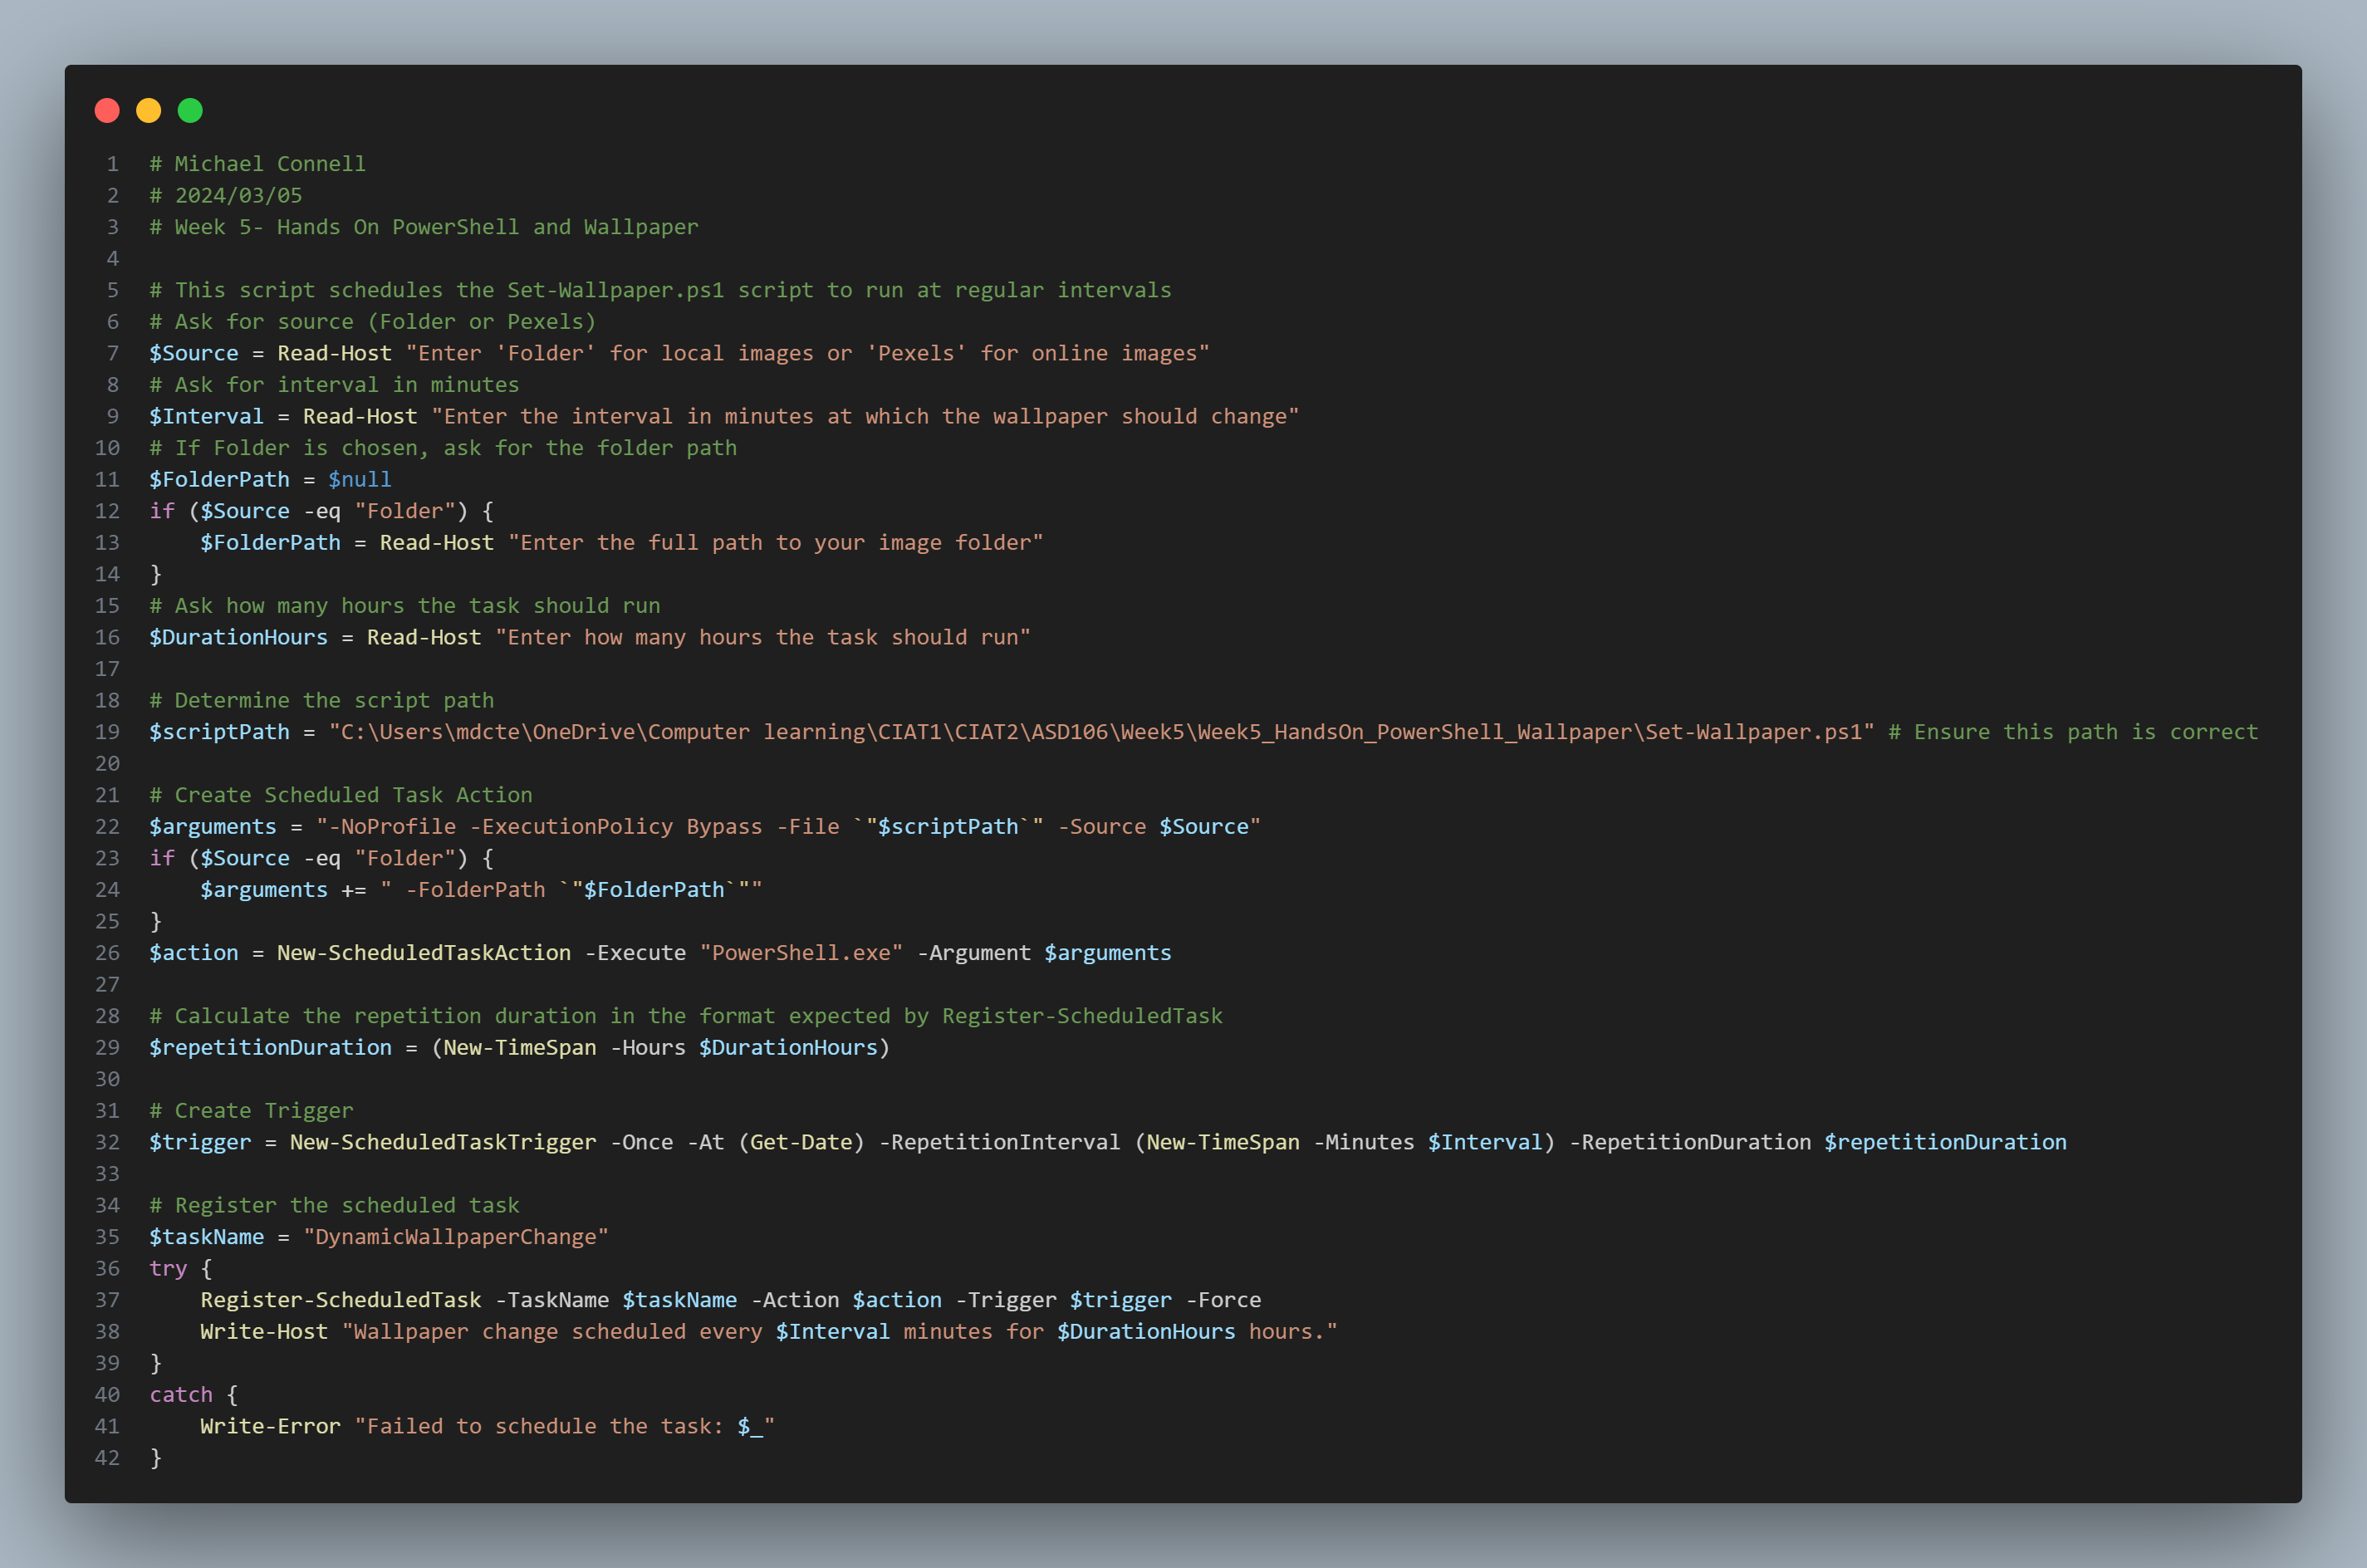 1 # Michael Connell
2 # 2024/03/05
3 # Week 5- Hands On PowerShell and Wallpaper
4
5 # This script schedules the Set-Wallpaper.ps1 script to run at regular intervals
6 # Ask for source (Folder or Pexels)
7 $Source = Read-Host "Enter 'Folder' for local images or 'Pexels' for online images"
8 # Ask for interval in minutes
9 $Interval = Read-Host "Enter the interval in minutes at which the wallpaper should change"
10 # If Folder is chosen, ask for the folder path
11 $FolderPath = $null
12 if ($Source -eq "Folder") {
13     $FolderPath = Read-Host "Enter the full path to your image folder"
14 }
15 # Ask how many hours the task should run
16 $DurationHours = Read-Host "Enter how many hours the task should run"
17
18 # Determine the script path
19 $scriptPath = "C:\Users\mdcte\OneDrive\Computer learning\CIAT1\CIAT2\ASD106\Week5\Week5_HandsOn_PowerShell_Wallpaper\Set-Wallpaper.ps1" # Ensure this path is correct
20
21 # Create Scheduled Task Action
22 $arguments = "-NoProfile -ExecutionPolicy Bypass -File `"$scriptPath`" -Source $Source"
23 if ($Source -eq "Folder") {
24     $arguments += " -FolderPath `"$FolderPath`""
25 }
26 $action = New-ScheduledTaskAction -Execute "PowerShell.exe" -Argument $arguments
27
28 # Calculate the repetition duration in the format expected by Register-ScheduledTask
29 $repetitionDuration = (New-TimeSpan -Hours $DurationHours)
30
31 # Create Trigger
32 $trigger = New-ScheduledTaskTrigger -Once -At (Get-Date) -RepetitionInterval (New-TimeSpan -Minutes $Interval) -RepetitionDuration $repetitionDuration
33
34 # Register the scheduled task
35 $taskName = "DynamicWallpaperChange"
36 try {
37     Register-ScheduledTask -TaskName $taskName -Action $action -Trigger $trigger -Force
38     Write-Host "Wallpaper change scheduled every $Interval minutes for $DurationHours hours."
39 }
40 catch {
41     Write-Error "Failed to schedule the task: $_"
42 }